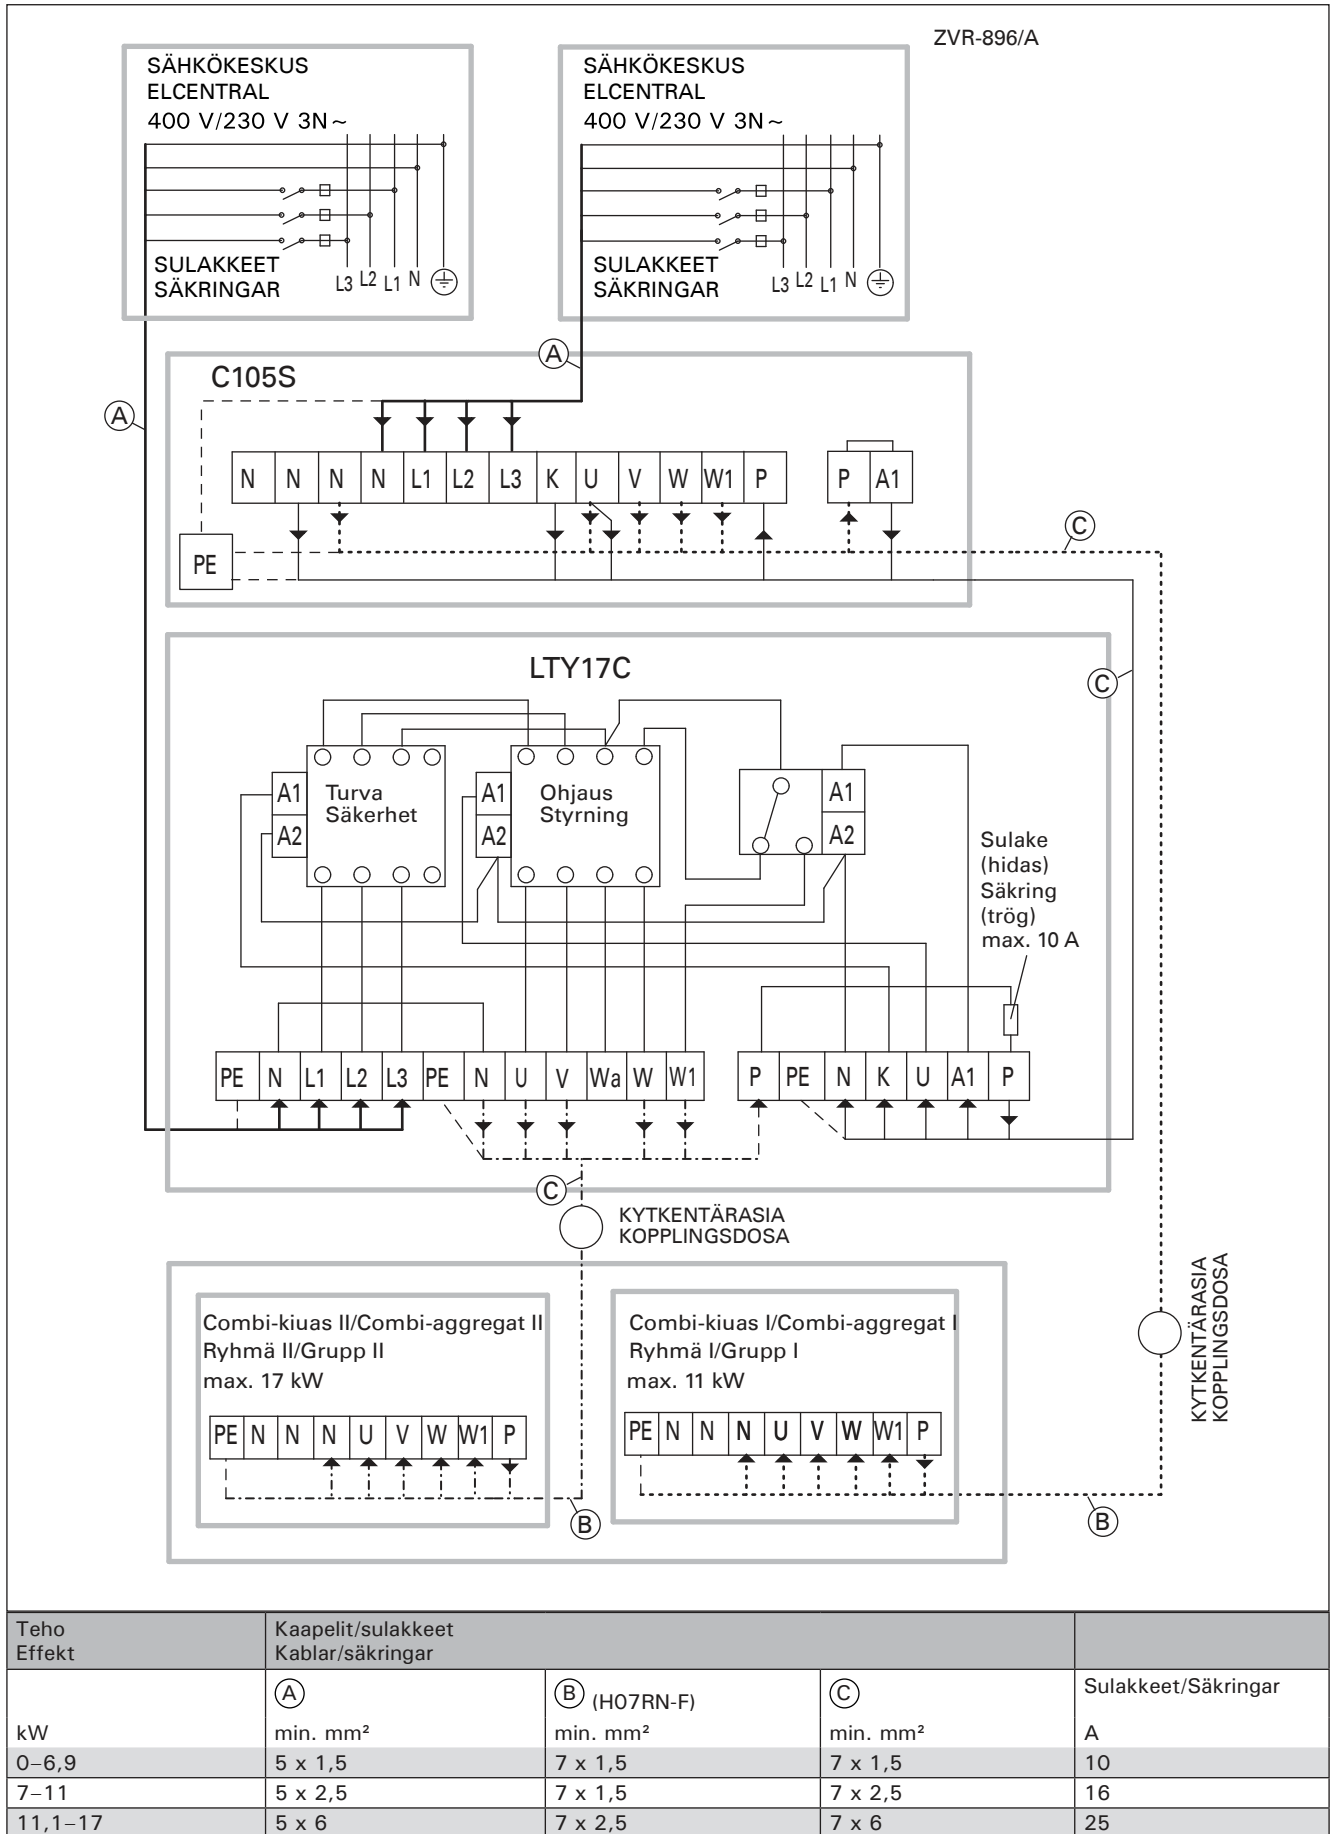 ZVR-896/A
SÄHKÖKESKUS
ELCENTRAL
400 V/230 V 3N~
SULAKKEET
SÄKRINGAR
L3 L2 L1 N
SÄHKÖKESKUS
ELCENTRAL
400 V/230 V 3N~
SULAKKEET
SÄKRINGAR
L3 L2 L1 N
A
A
C105S
N N N N L1 L2 L3 K U V W W1 P
P A1
PE
C
C
LTY17C
A1
A2
Turva
Säkerhet
A1
A2
Ohjaus
Styrning
A1
A2
Sulake
(hidas)
Säkring
(trög)
max. 10 A
PE N L1 L2 L3 PE N U V Wa W W1
P PE N K U A1 P
C
KYTKENTÄRASIA
KOPPLINGSDOSA
KYTKENTÄRASIA
KOPPLINGSDOSA
Combi-kiuas II/Combi-aggregat II
Ryhmä II/Grupp II
max. 17 kW
PE N N N U V W W1 P
B
Combi-kiuas I/Combi-aggregat I
Ryhmä I/Grupp I
max. 11 kW
PE N N N U V W W1 P
B
Teho
Effekt
Kaapelit/sulakkeet
Kablar/säkringar
A
B (H07RN-F)
C
Sulakkeet/Säkringar
kW min. mm² min. mm² min. mm² A
0–6,9 5 x 1,5 7 x 1,5 7 x 1,5 10
7–11 5 x 2,5 7 x 1,5 7 x 2,5 16
11,1–17 5 x 6 7 x 2,5 7 x 6 25